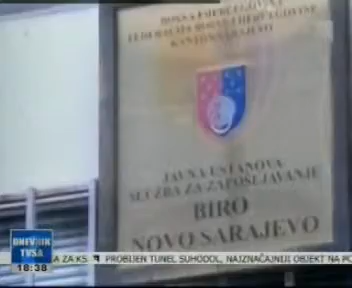 BOSNA I HERCEGOVINA
FEDERACIJA BOSNE I HERCEGOVINE
KANTON SARAJEVO
JAVNA USTANOVA
SLUŽBA ZA ZAPOŠLJAVANJE
BIRO
NOVO SARAJEVO
DNEVNIK
TVSA
A ZA KS. PROBIJEN TUNEL SUHODOL, NAJZNAČAJNIJI OBJEKT NA PO
18:38